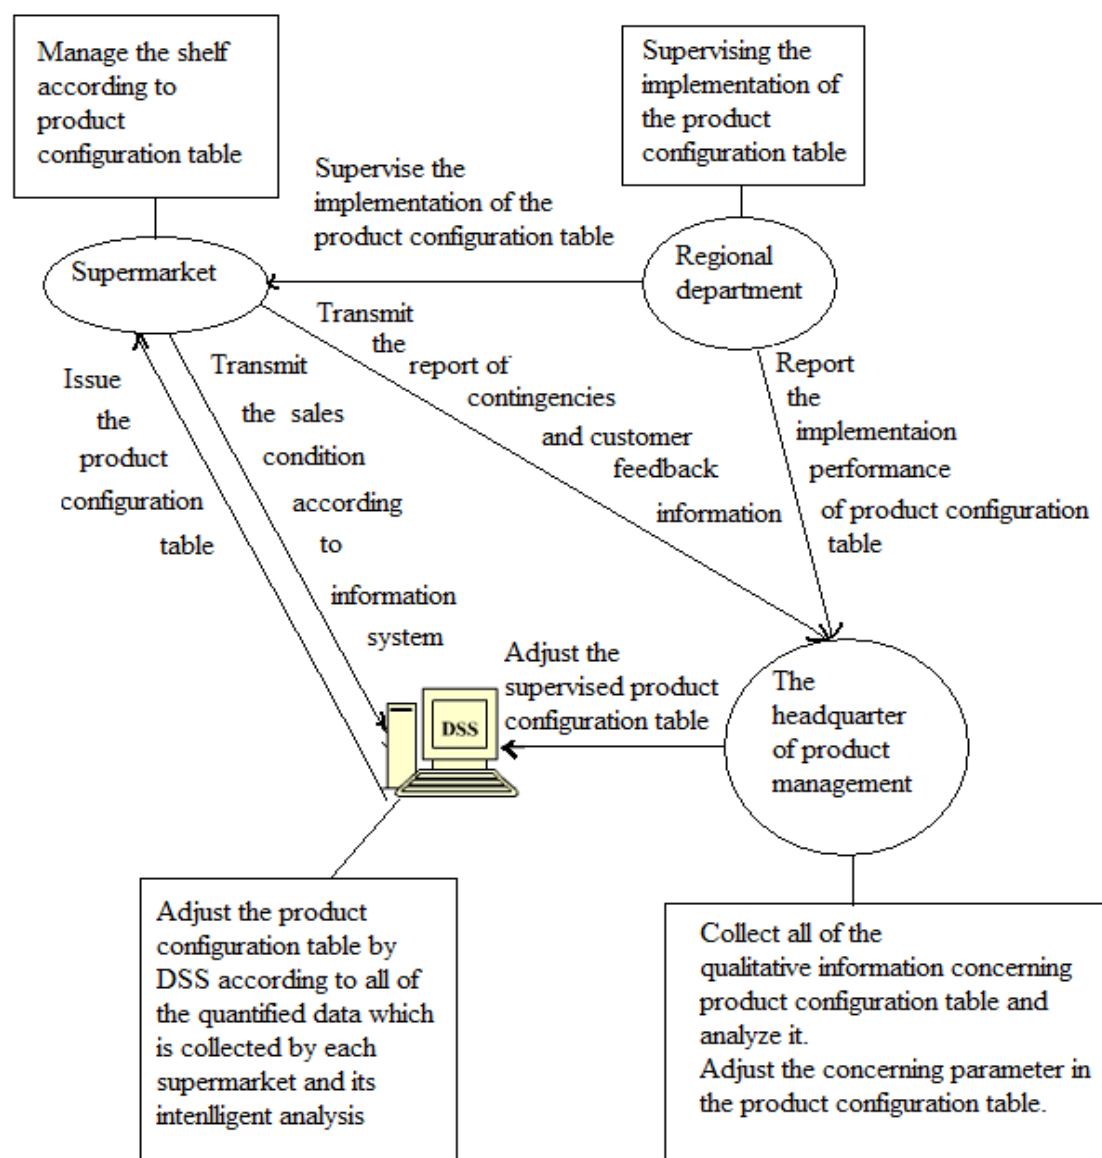 Manage the shelf
according to
product
configuration table
Supervising the
implementation of
the product
configuration table
Supervise the
implementation of the
product configuration table
Supermarket
Regional
department
Transmit
the
report of
contingencies
and customer
feedback
information
Report
the
implementaion
performance
of product configuration
table
Issue
the
product
configuration
table
Transmit
the sales
condition
according
to
information
system
Adjust the
supervised product
configuration table
DSS
The
headquarter
of product
management
Adjust the product
configuration table by
DSS according to all of
the quantified data which
is collected by each
supermarket and its
intenlligent analysis
Collect all of the
qualitative information concerning
product configuration table and
analyze it.
Adjust the concerning parameter in
the product configuration table.